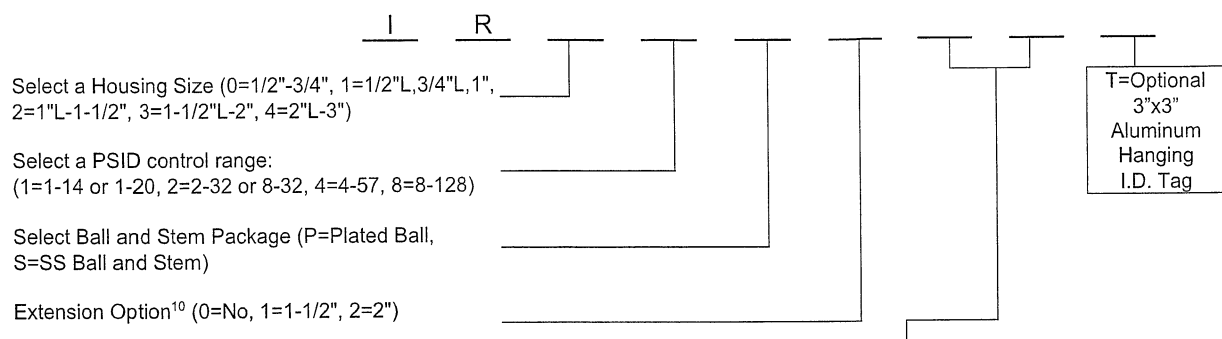 I R
Select a Housing Size (0=1/2"-3/4", 1=1/2"L,3/4"L,1",
2=1"L-1-1/2", 3=1-1/2"L-2", 4=2"L-3")
Select a PSID control range:
(1=1-14 or 1-20, 2=2-32 or 8-32, 4=4-57, 8=8-128)
Select Ball and Stem Package (P=Plated Ball,
S=SS Ball and Stem)
Extension Option¹⁰ (0=No, 1=1-1/2", 2=2")
T=Optional
3"x3"
Aluminum
Hanging
I.D. Tag